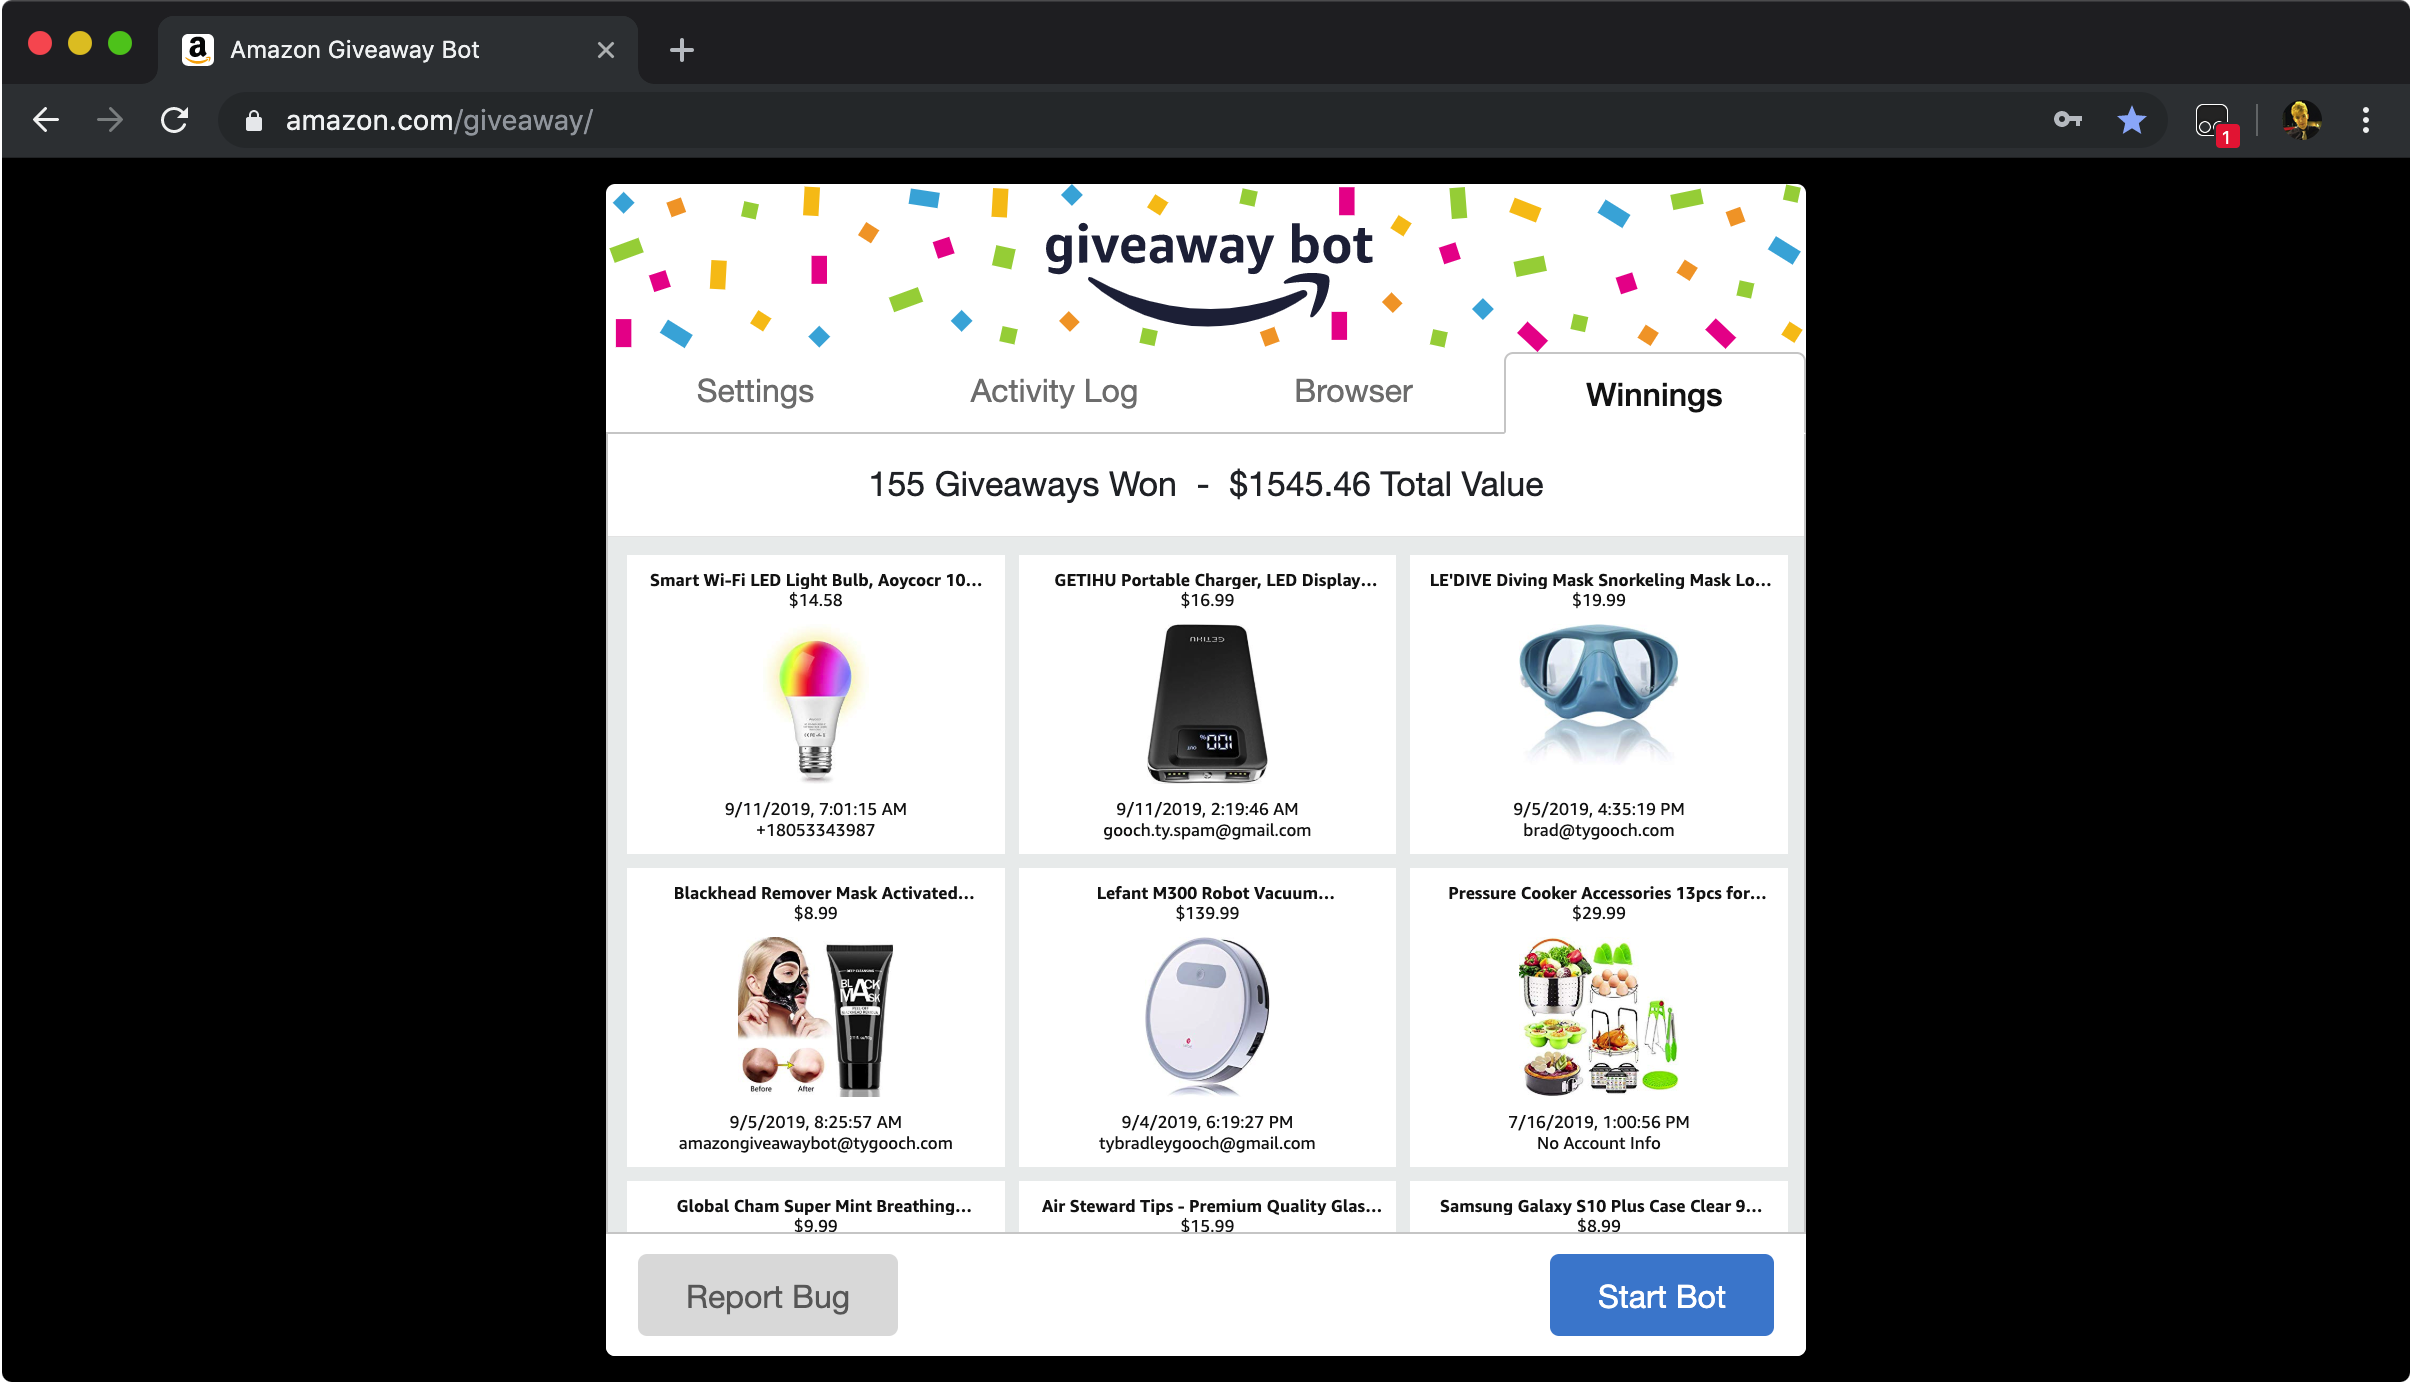 Amazon Giveaway Bot
amazon.com/giveaway/
1
giveaway bot
Settings
Activity Log
Browser
Winnings
155 Giveaways Won - $1545.46 Total Value
Smart Wi-Fi LED Light Bulb, Aoycocr 10...
$14.58
9/11/2019, 7:01:15 AM
+18053343987
GETIHU Portable Charger, LED Display...
$16.99
GETIHU
100%
OUT
9/11/2019, 2:19:46 AM
gooch.ty.spam@gmail.com
LE'DIVE Diving Mask Snorkeling Mask Lo...
$19.99
9/5/2019, 4:35:19 PM
brad@tygooch.com
Blackhead Remover Mask Activated...
$8.99
DEEP CLEANSING
BLACK
MASK
Before
After
9/5/2019, 8:25:57 AM
amazongiveawaybot@tygooch.com
Lefant M300 Robot Vacuum...
$139.99
9/4/2019, 6:19:27 PM
tybradleygooch@gmail.com
Pressure Cooker Accessories 13pcs for...
$29.99
7/16/2019, 1:00:56 PM
No Account Info
Global Cham Super Mint Breathing...
$9.99
Air Steward Tips - Premium Quality Glas...
$15.99
Samsung Galaxy S10 Plus Case Clear 9...
$8.99
Report Bug
Start Bot